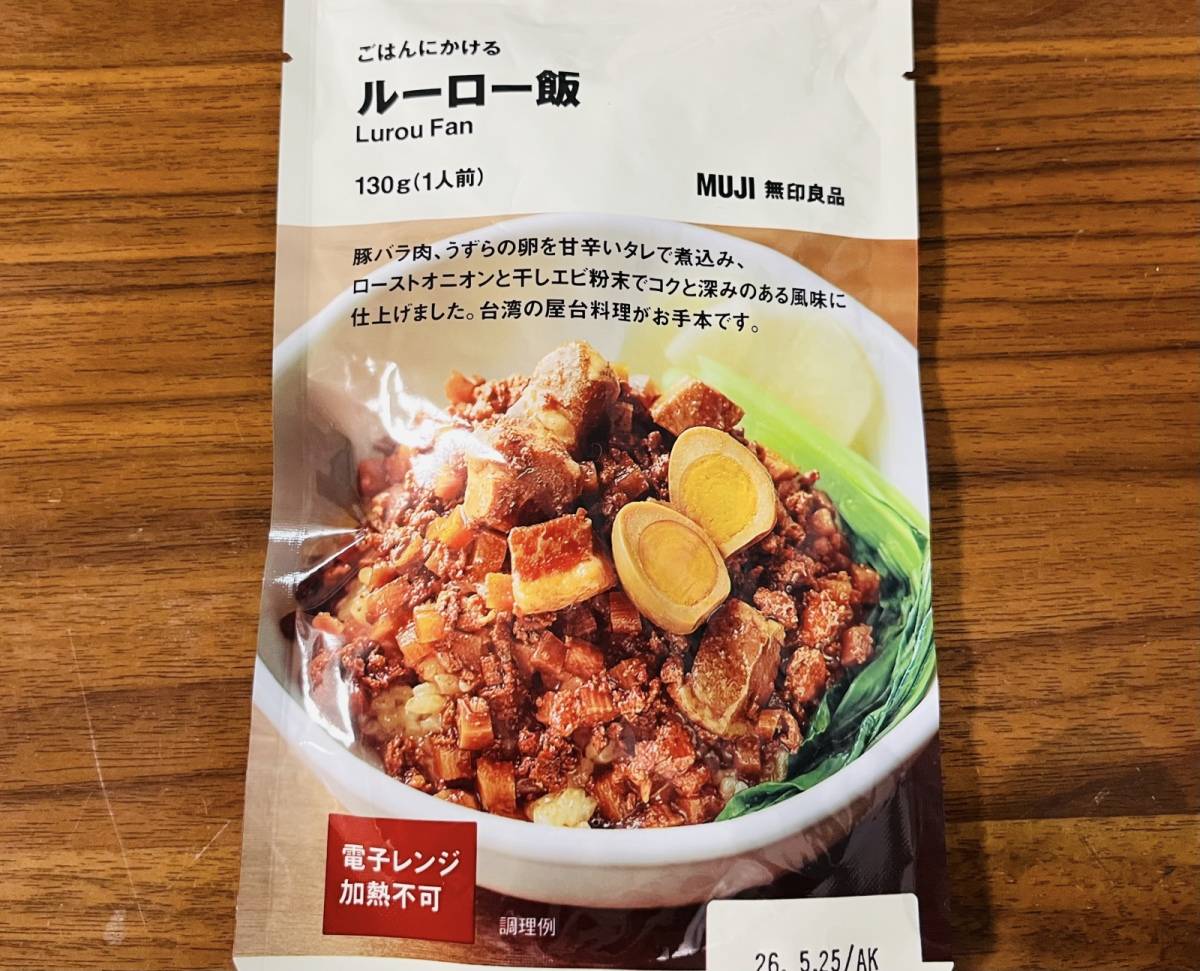 ごはんにかける
ルーロー飯
Lurou Fan
130g(1人前)
MUJI 無印良品
豚バラ肉、うずらの卵を甘辛いタレで煮込み、
ローストオニオンと干しエビ粉末でコクと深みのある風味に
仕上げました。台湾の屋台料理がお手本です。
電子レンジ
加熱不可
調理例
26. 5.25/AK